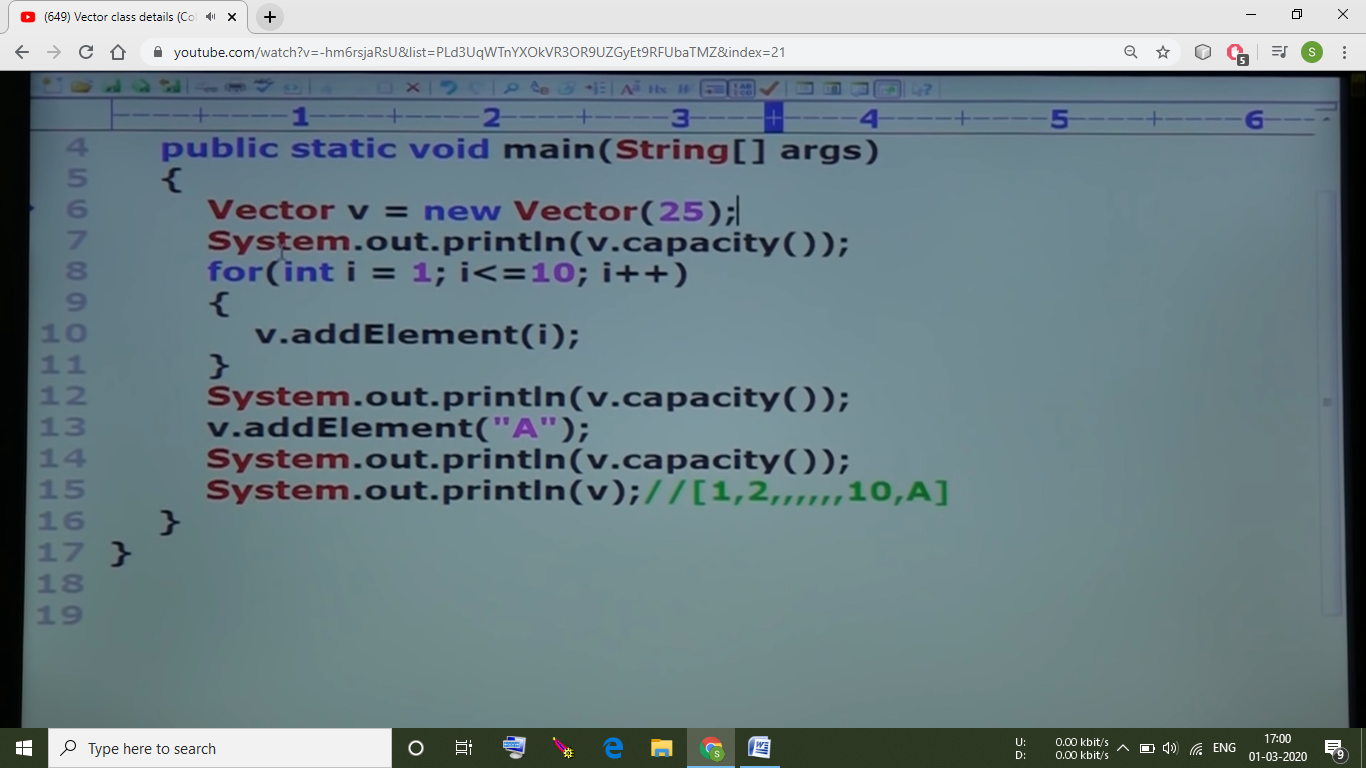 (649) Vector class details (Co
youtube.com/watch?v=-hm6rsjaRsU&list=PLd3UqWTnYXOkVR3OR9UZGyEt9RFUbaTMZ&index=21
S
5
1 2 3 4 5 6
4 public static void main(String[] args)
5 {
6 Vector v = new Vector(25);
7 System.out.println(v.capacity());
8 for(int i = 1; i<=10; i++)
9 {
10 v.addElement(i);
11 }
12 System.out.println(v.capacity());
13 v.addElement("A");
14 System.out.println(v.capacity());
15 System.out.println(v);//[1,2,,,,,,10,A]
16 }
17 }
18
19
Type here to search
U: 0.00 kbit/s
D: 0.00 kbit/s
ENG
17:00
01-03-2020
9